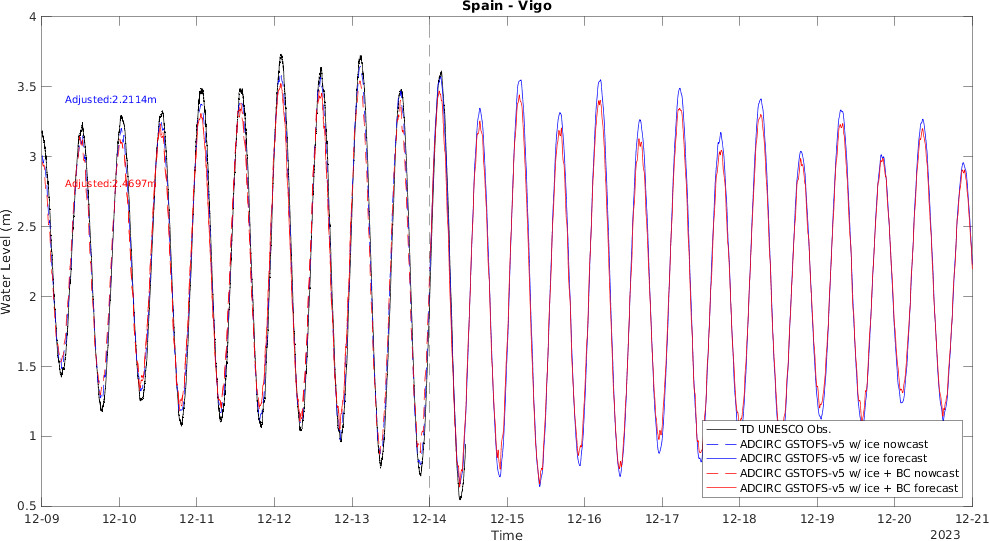 Spain - Vigo
4
3.5
3
2.5
2
1.5
1
0.5
Water Level (m)
Adjusted:2.2114m
Adjusted:2.4697m
TD UNESCO Obs.
ADCIRC GSTOFS-v5 w/ ice nowcast
ADCIRC GSTOFS-v5 w/ ice forecast
ADCIRC GSTOFS-v5 w/ ice + BC nowcast
ADCIRC GSTOFS-v5 w/ ice + BC forecast
12-09 12-10 12-11 12-12 12-13 12-14 12-15 12-16 12-17 12-18 12-19 12-20 12-21
Time
2023